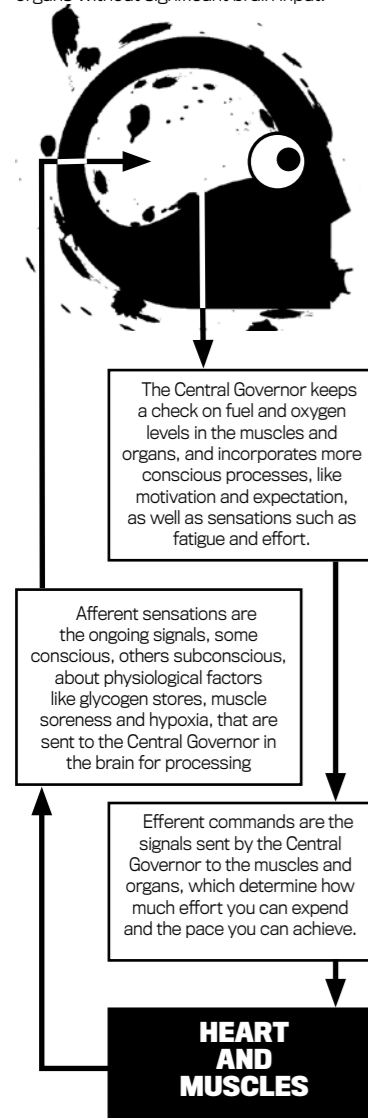 organs without significant brain input.
The Central Governor keeps
a check on fuel and oxygen
levels in the muscles and
organs, and incorporates more
conscious processes, like
motivation and expectation,
as well as sensations such as
fatigue and effort.
Afferent sensations are
the ongoing signals, some
conscious, others subconscious,
about physiological factors
like glycogen stores, muscle
soreness and hypoxia, that are
sent to the Central Governor in
the brain for processing
Efferent commands are the
signals sent by the Central
Governor to the muscles and
organs, which determine how
much effort you can expend
and the pace you can achieve.
HEART
AND
MUSCLES